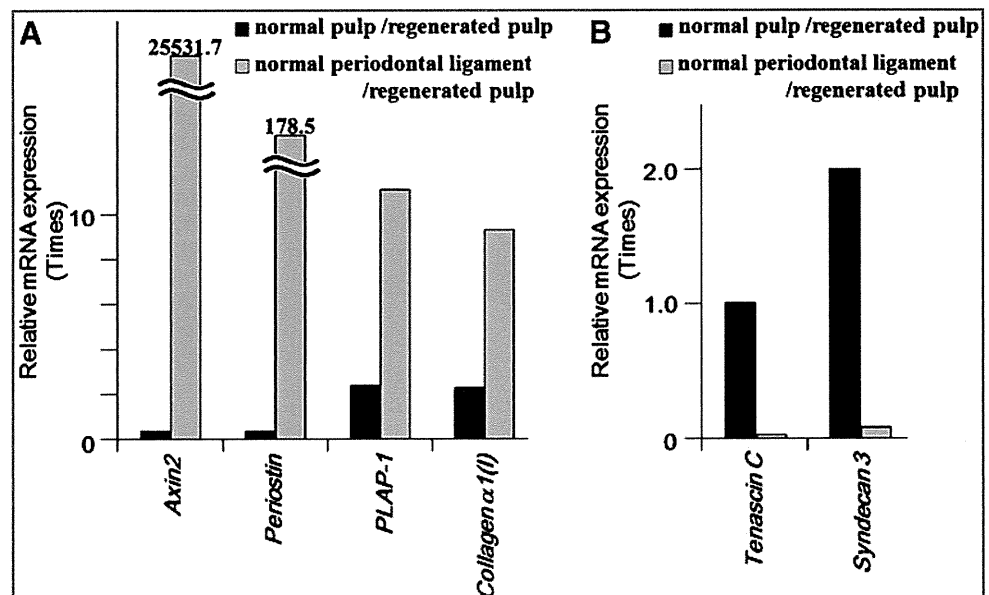 A
25531.7
normal pulp /regenerated pulp
normal periodontal ligament
/regenerated pulp
178.5
Relative mRNA expression
(Times)
10
0
Axin2
Periostin
PLAP-1
Collagen α1(I)
B
normal pulp /regenerated pulp
normal periodontal ligament
/regenerated pulp
Relative mRNA expression
(Times)
2.0
1.0
0
Tenascin C
Syndecan 3